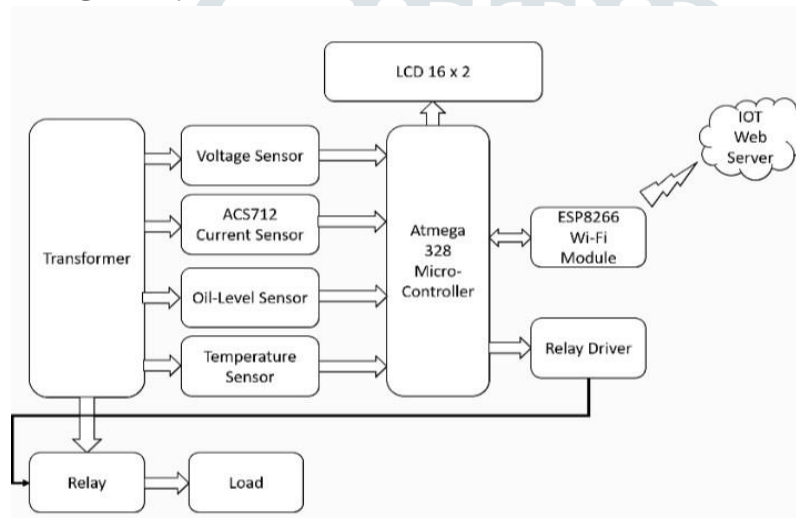 LCD 16 x 2
IOT
Web
Server
Voltage Sensor
ACS712
Current Sensor
Transformer
Atmega
328
Micro-
Controller
ESP8266
Wi-Fi
Module
Oil-Level Sensor
Relay Driver
Temperature
Sensor
Relay
Load